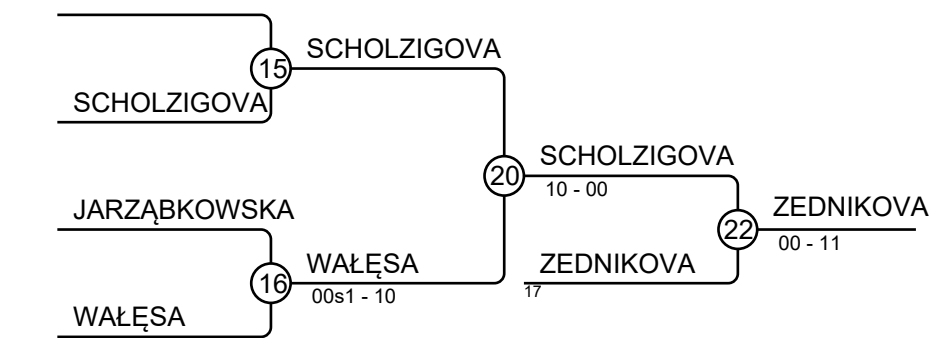 15
SCHOLZIGOVA
SCHOLZIGOVA
20
SCHOLZIGOVA
10 - 00
JARZĄBKOWSKA
16
WAŁĘSA
00s1 - 10
WAŁĘSA
22
ZEDNIKOVA
00 - 11
ZEDNIKOVA
17